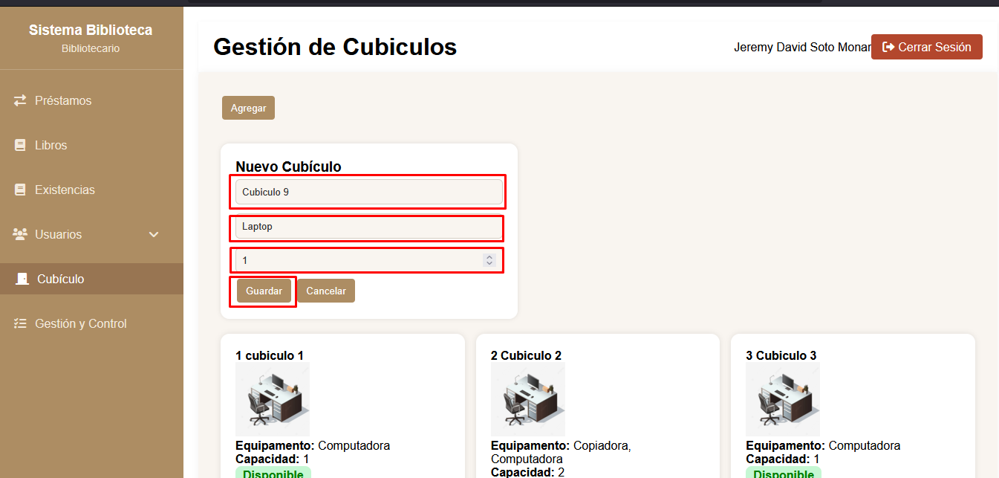 Sistema Biblioteca
Bibliotecario
Préstamos
Libros
Existencias
Usuarios
Cubículo
Gestión y Control
Gestión de Cubiculos
Jeremy David Soto Monar
Cerrar Sesión
Agregar
Nuevo Cubículo
Cubiculo 9
Laptop
1
Guardar
Cancelar
1 cubiculo 1
Equipamento: Computadora
Capacidad: 1
Disponible
2 Cubiculo 2
Equipamento: Copiadora,
Computadora
Capacidad: 2
3 Cubiculo 3
Equipamento: Computadora
Capacidad: 1
Disponible